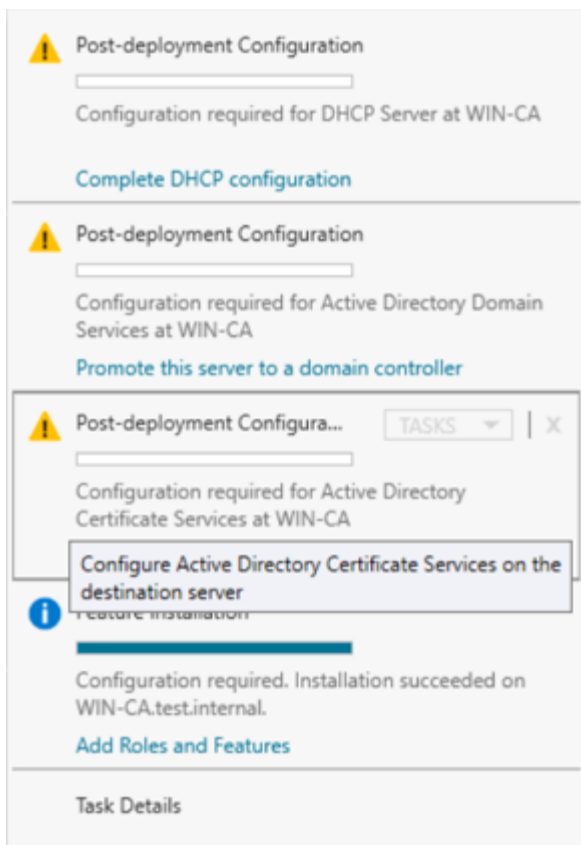 Post-deployment Configuration
Configuration required for DHCP Server at WIN-CA
Complete DHCP configuration
Post-deployment Configuration
Configuration required for Active Directory Domain
Services at WIN-CA
Promote this server to a domain controller
Post-deployment Configura... TASKS | X
Configuration required for Active Directory
Certificate Services at WIN-CA
Configure Active Directory Certificate Services on the
destination server
Feature Installation
Configuration required. Installation succeeded on
WIN-CA.test.internal.
Add Roles and Features
Task Details